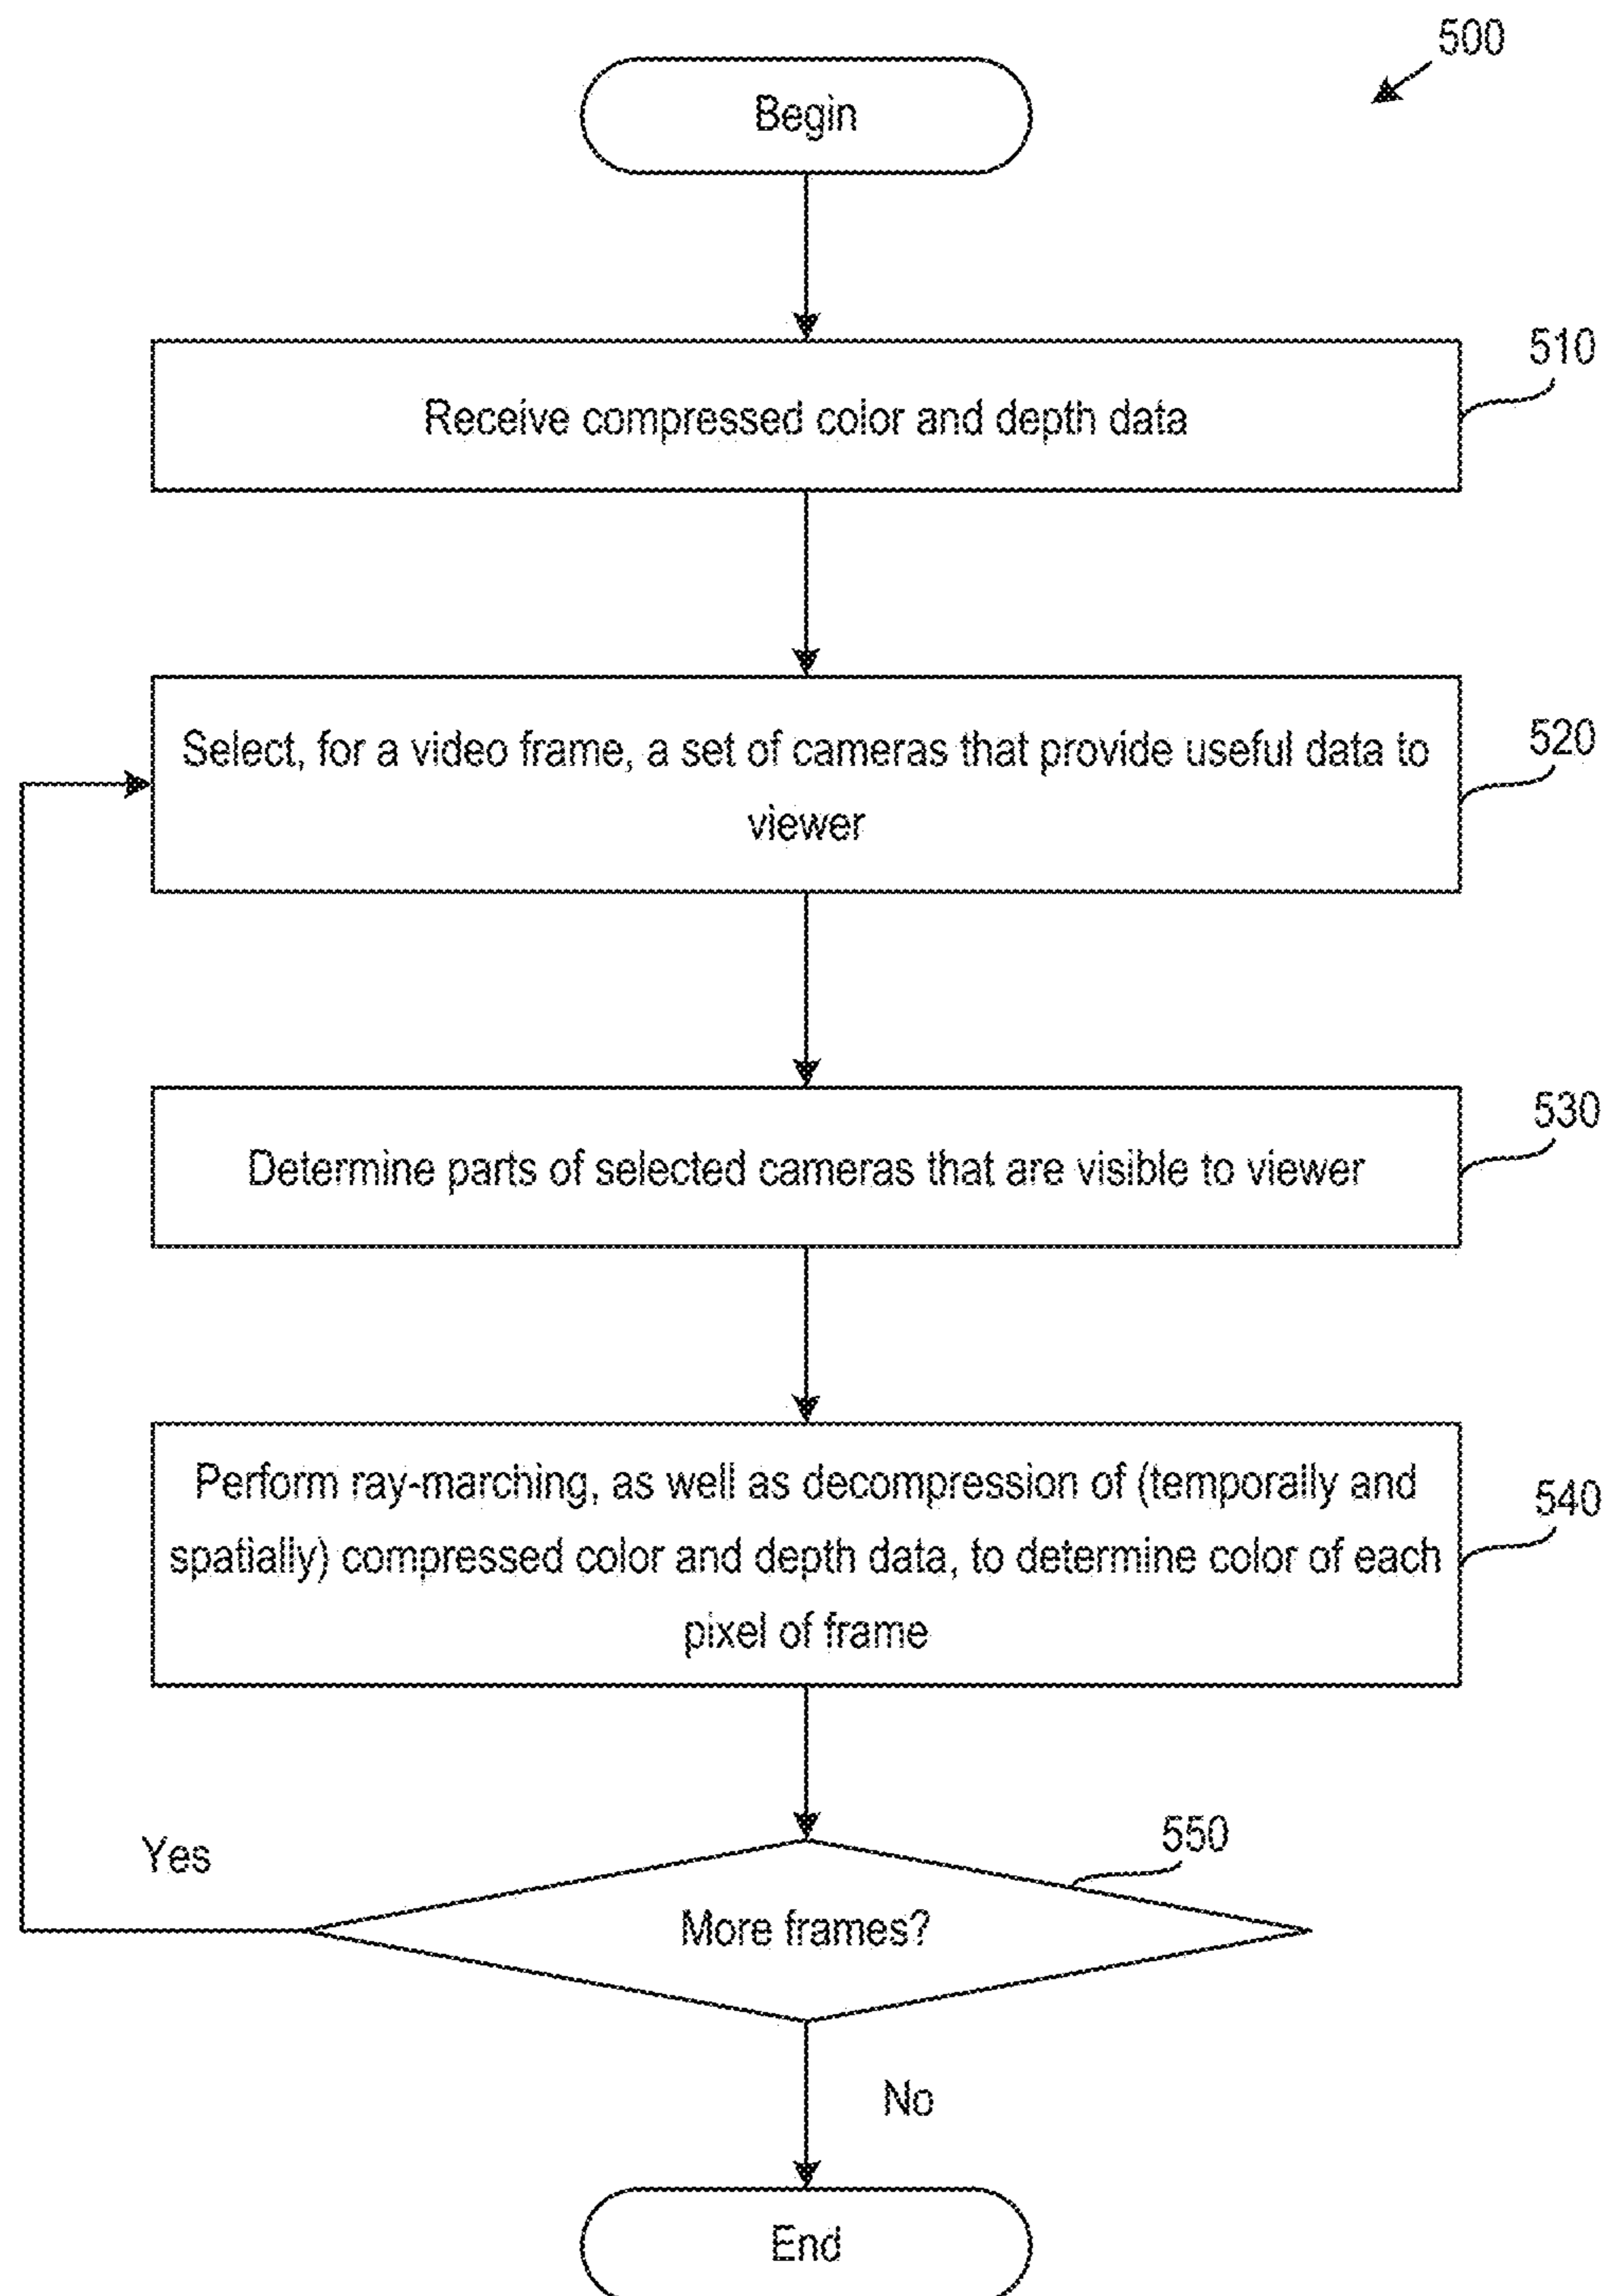 500
Begin
510
Receive compressed color and depth data
520
Select, for a video frame, a set of cameras that provide useful data to
viewer
530
Determine parts of selected cameras that are visible to viewer
540
Perform ray-marching, as well as decompression of (temporally and
spatially) compressed color and depth data, to determine color of each
pixel of frame
550
Yes
More frames?
No
End